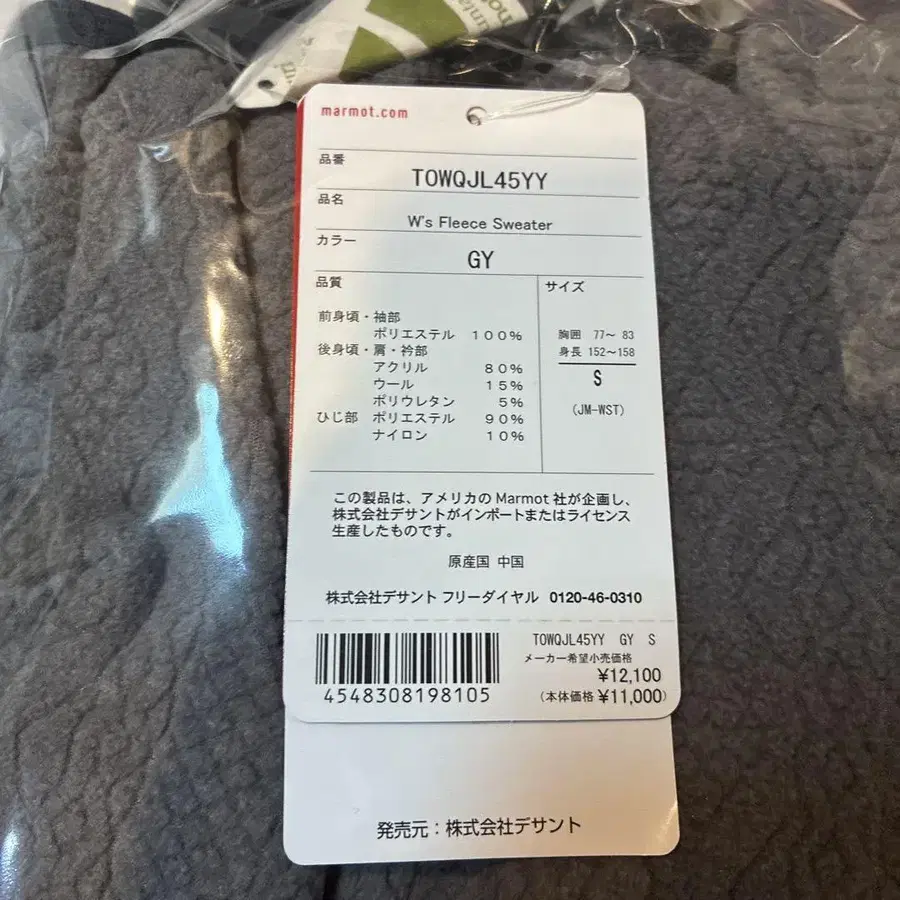 marmot.com
品番
TOWQJL45YY
品名
W's Fleece Sweater
カラー
GY
品質
前身頃・袖部
ポリエステル 100%
後身頃・肩・衿部
アクリル 80%
ウール 15%
ポリウレタン 5%
ひじ部 ポリエステル 90%
ナイロン 10%
サイズ
胸囲 77～ 83
身長 152～158
S
(JM-WST)
この製品は、アメリカの Marmot 社が企画し、
株式会社デサントがインポートまたはライセンス
生産したものです。
原産国 中国
株式会社デサント フリーダイヤル 0120-46-0310
TOWQJL45YY GY S
メーカー希望小売価格
¥12,100
(本体価格 ¥11,000)
4548308198105
発売元：株式会社デサント